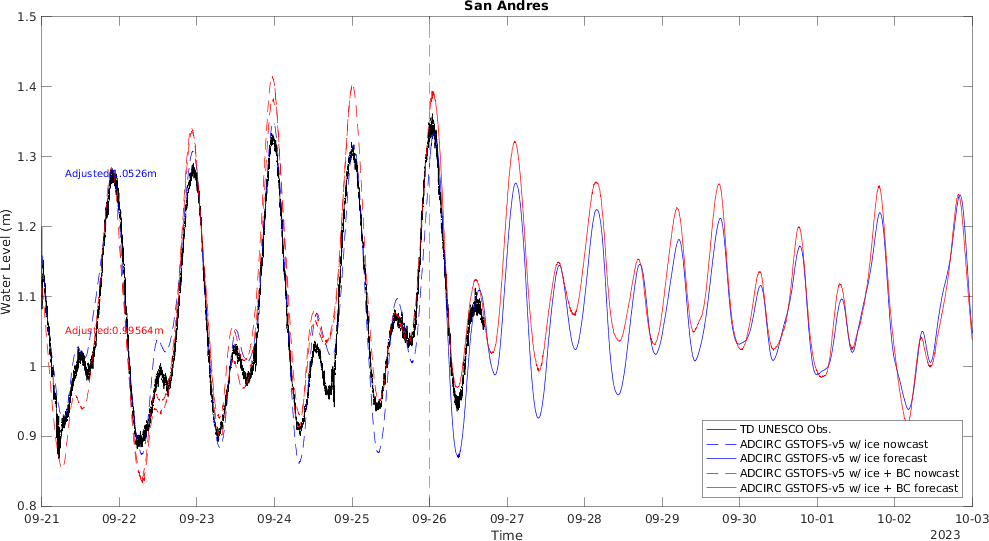 San Andres
1.5
1.4
1.3
1.2
1.1
1
0.9
0.8
Water Level (m)
Adjusted:1.0526m
Adjusted:0.99564m
TD UNESCO Obs.
ADCIRC GSTOFS-v5 w/ ice nowcast
ADCIRC GSTOFS-v5 w/ ice forecast
ADCIRC GSTOFS-v5 w/ ice + BC nowcast
ADCIRC GSTOFS-v5 w/ ice + BC forecast
09-21 09-22 09-23 09-24 09-25 09-26 09-27 09-28 09-29 09-30 10-01 10-02 10-03
Time
2023